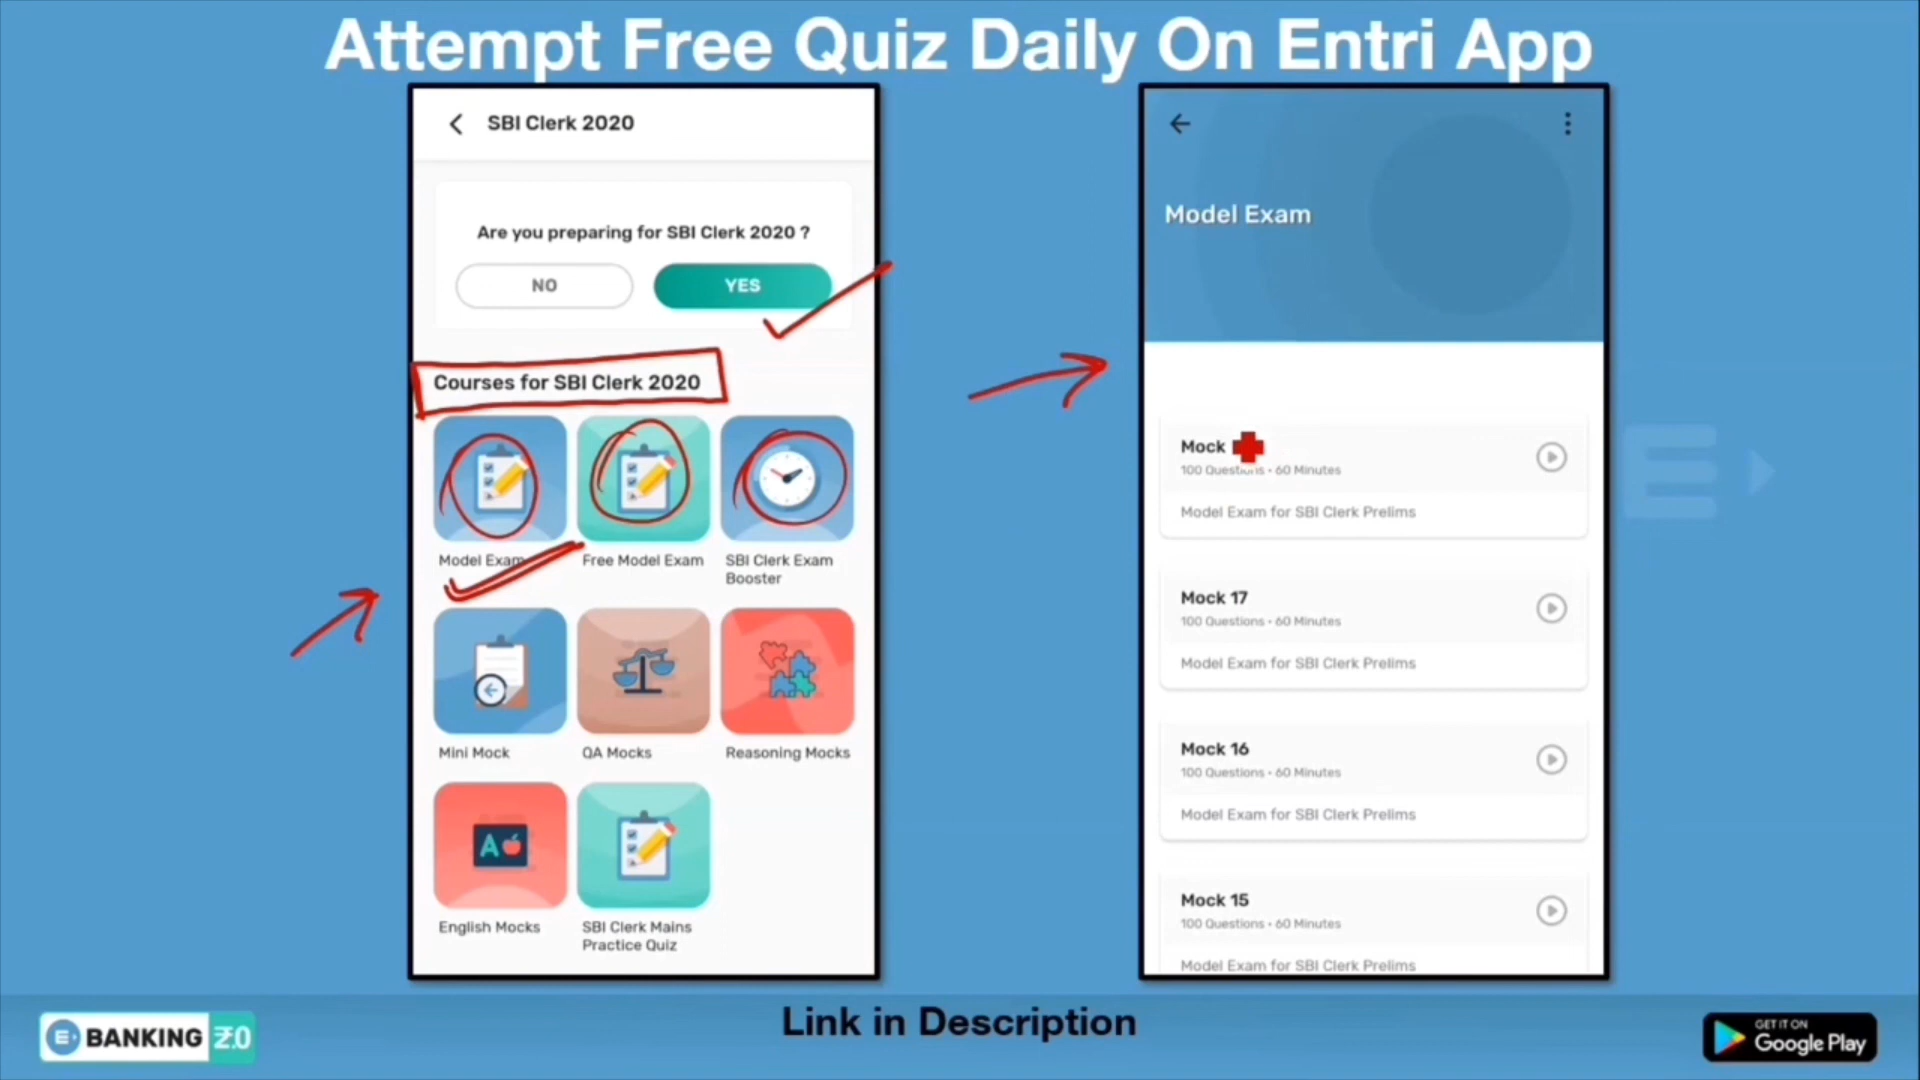 Attempt Free Quiz Daily On Entri App
SBI Clerk 2020
Are you preparing for SBI Clerk 2020 ?
NO
YES
Courses for SBI Clerk 2020
Model Exam
Free Model Exam
SBI Clerk Exam
Booster
Mini Mock
QA Mocks
Reasoning Mocks
A
English Mocks
SBI Clerk Mains
Practice Quiz
Model Exam
Mock
100 Questions • 60 Minutes
Model Exam for SBI Clerk Prelims
Mock 17
100 Questions • 60 Minutes
Model Exam for SBI Clerk Prelims
Mock 16
100 Questions • 60 Minutes
Model Exam for SBI Clerk Prelims
Mock 15
100 Questions • 60 Minutes
Model Exam for SBI Clerk Prelims
E
E BANKING ₹.0
Link in Description
GET IT ON
Google Play